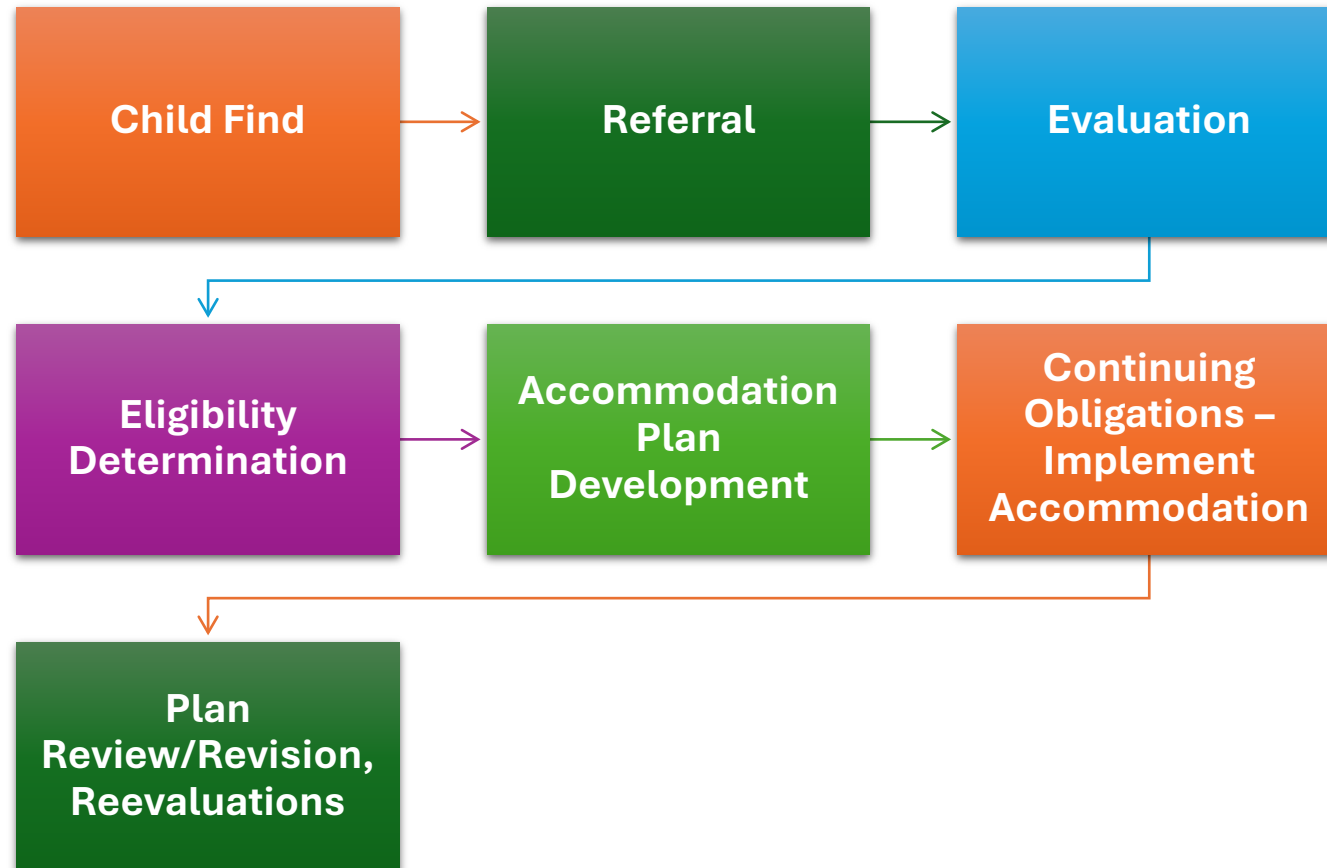 Child Find
Referral
Evaluation
Eligibility
Determination
Accommodation
Plan
Development
Continuing
Obligations –
Implement
Accommodation
Plan
Review/Revision,
Reevaluations